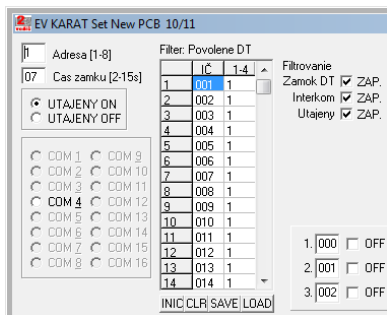 EV KARAT Set New PCB 10/11
1 Adresa [1-8]
07 Cas zamku [2-15s]
UTAJENY ON
UTAJENY OFF
COM 1 COM 9
COM 2 COM 10
COM 3 COM 11
COM 4 COM 12
COM 5 COM 13
COM 6 COM 14
COM 7 COM 15
COM 8 COM 16
Filter: Povolene DT
IČ 1-4
1 001 1
2 002 1
3 003 1
4 004 1
5 005 1
6 006 1
7 007 1
8 008 1
9 009 1
10 010 1
11 011 1
12 012 1
13 013 1
14 014 1
INIC CLR SAVE LOAD
Filtrovanie
Zamok DT ZAP.
Interkom ZAP.
Utajeny ZAP.
1. 000 OFF
2. 001 OFF
3. 002 OFF